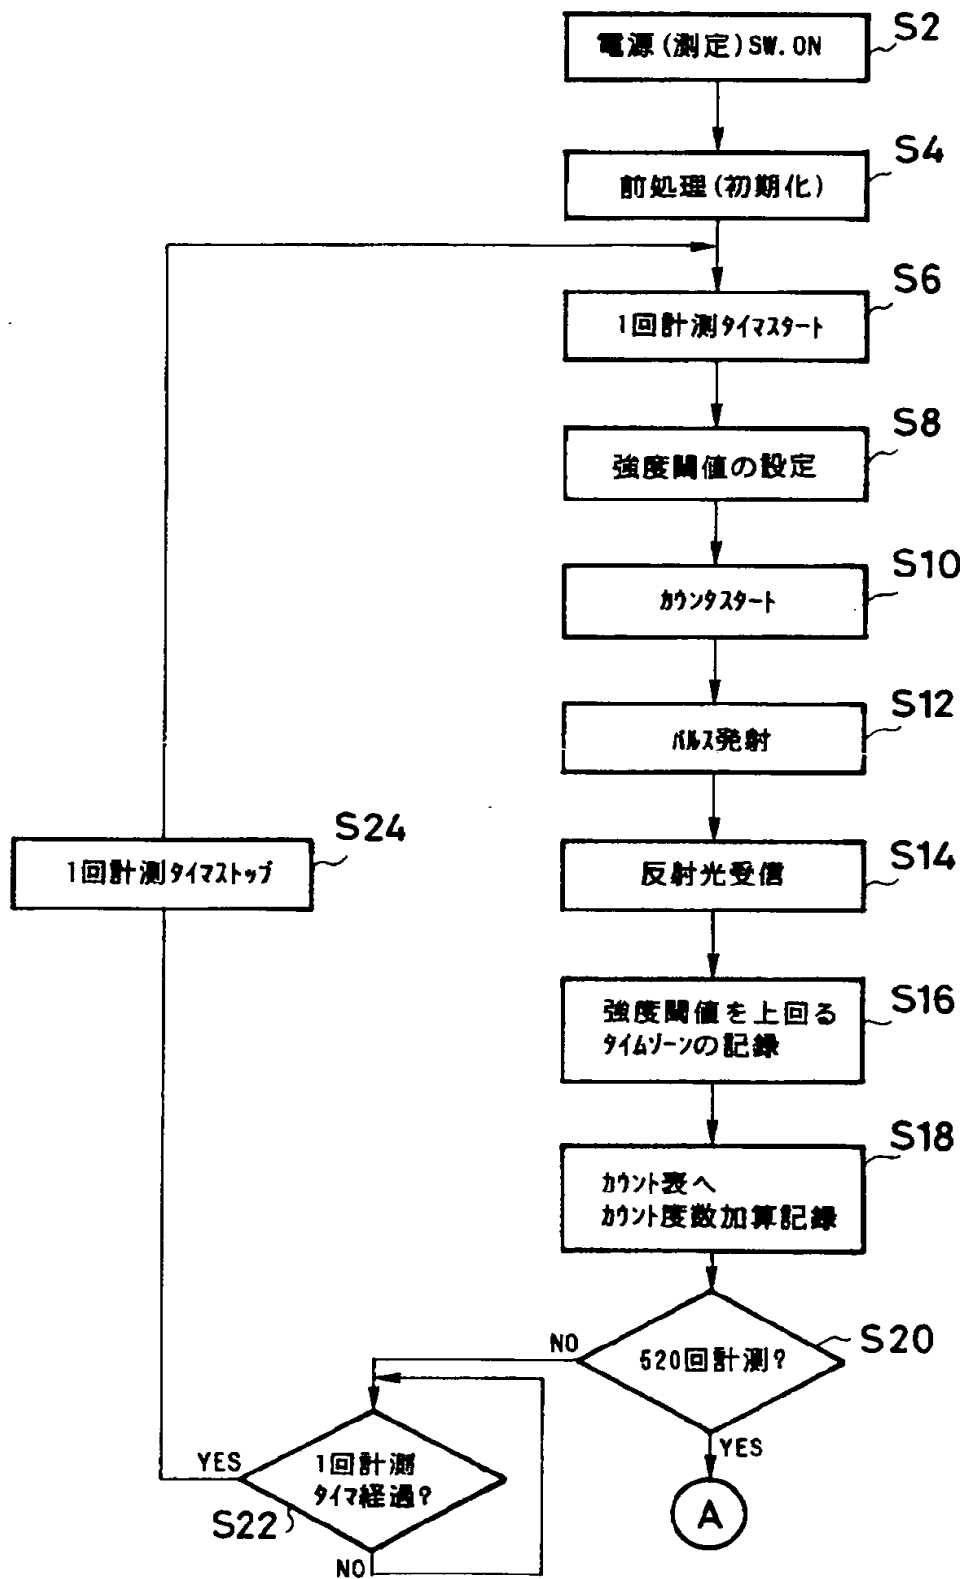 電源(測定)SW.ON
S2
前処理(初期化)
S4
1回計測タイマスタート
S6
強度閾値の設定
S8
カウンタスタート
S10
パルス発射
S12
反射光受信
S14
強度閾値を上回る
タイムゾーンの記録
S16
カウント表へ
カウント度数加算記録
S18
520回計測?
S20
NO
YES
A
1回計測
タイマ経過?
S22
YES
NO
1回計測タイマストップ
S24